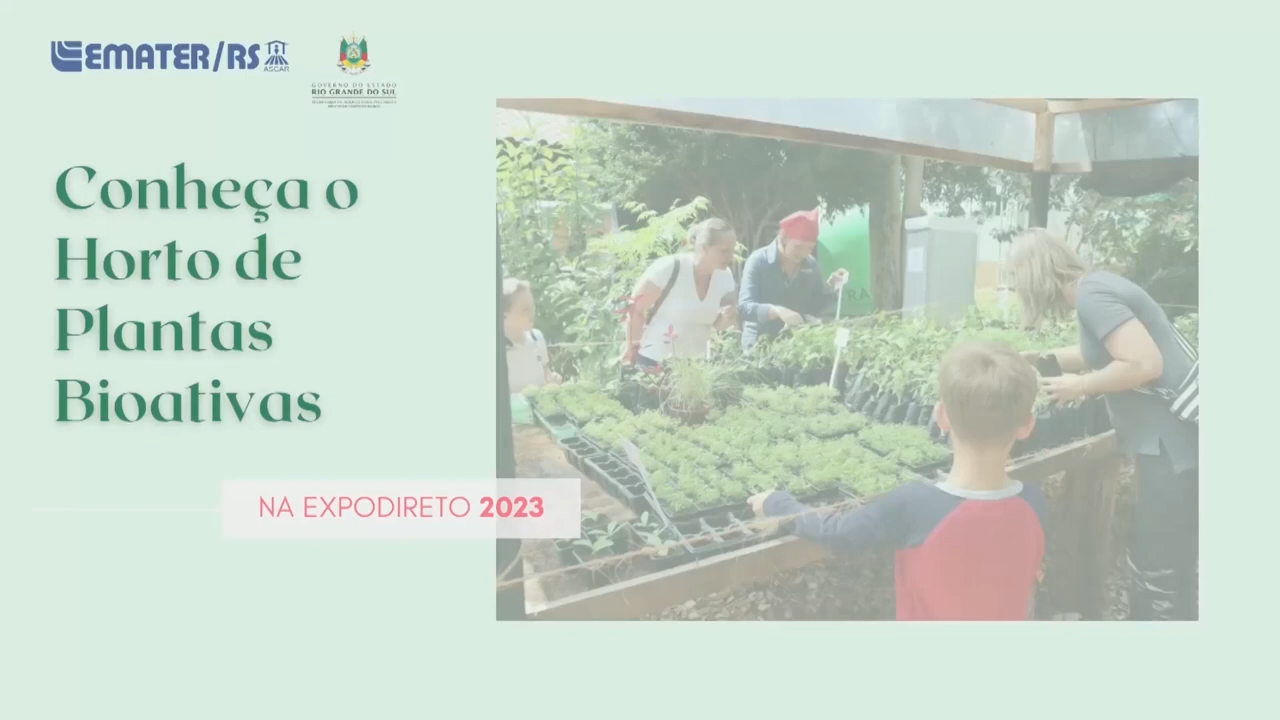 EMATER/RS
ASCAR
GOVERNO DO ESTADO
RIO GRANDE DO SUL
Conheça o
Horto de
Plantas
Bioativas
NA EXPODIRETO 2023